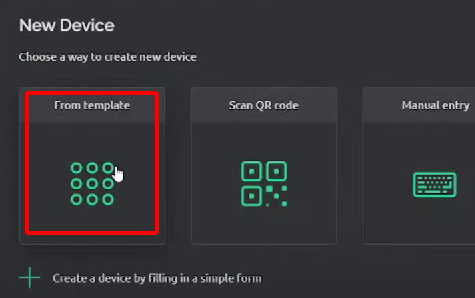 New Device
Choose a way to create new device
From template
Scan QR code
Manual entry
Create a device by filling in a simple form